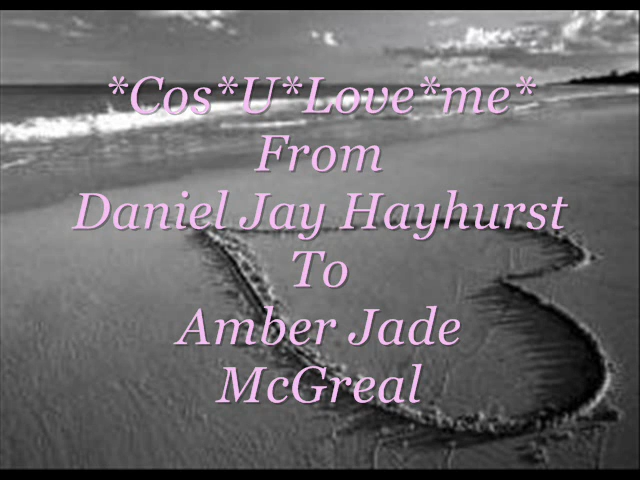 *Cos*U*Love*me*
From
Daniel Jay Hayhurst
To
Amber Jade
McGreal